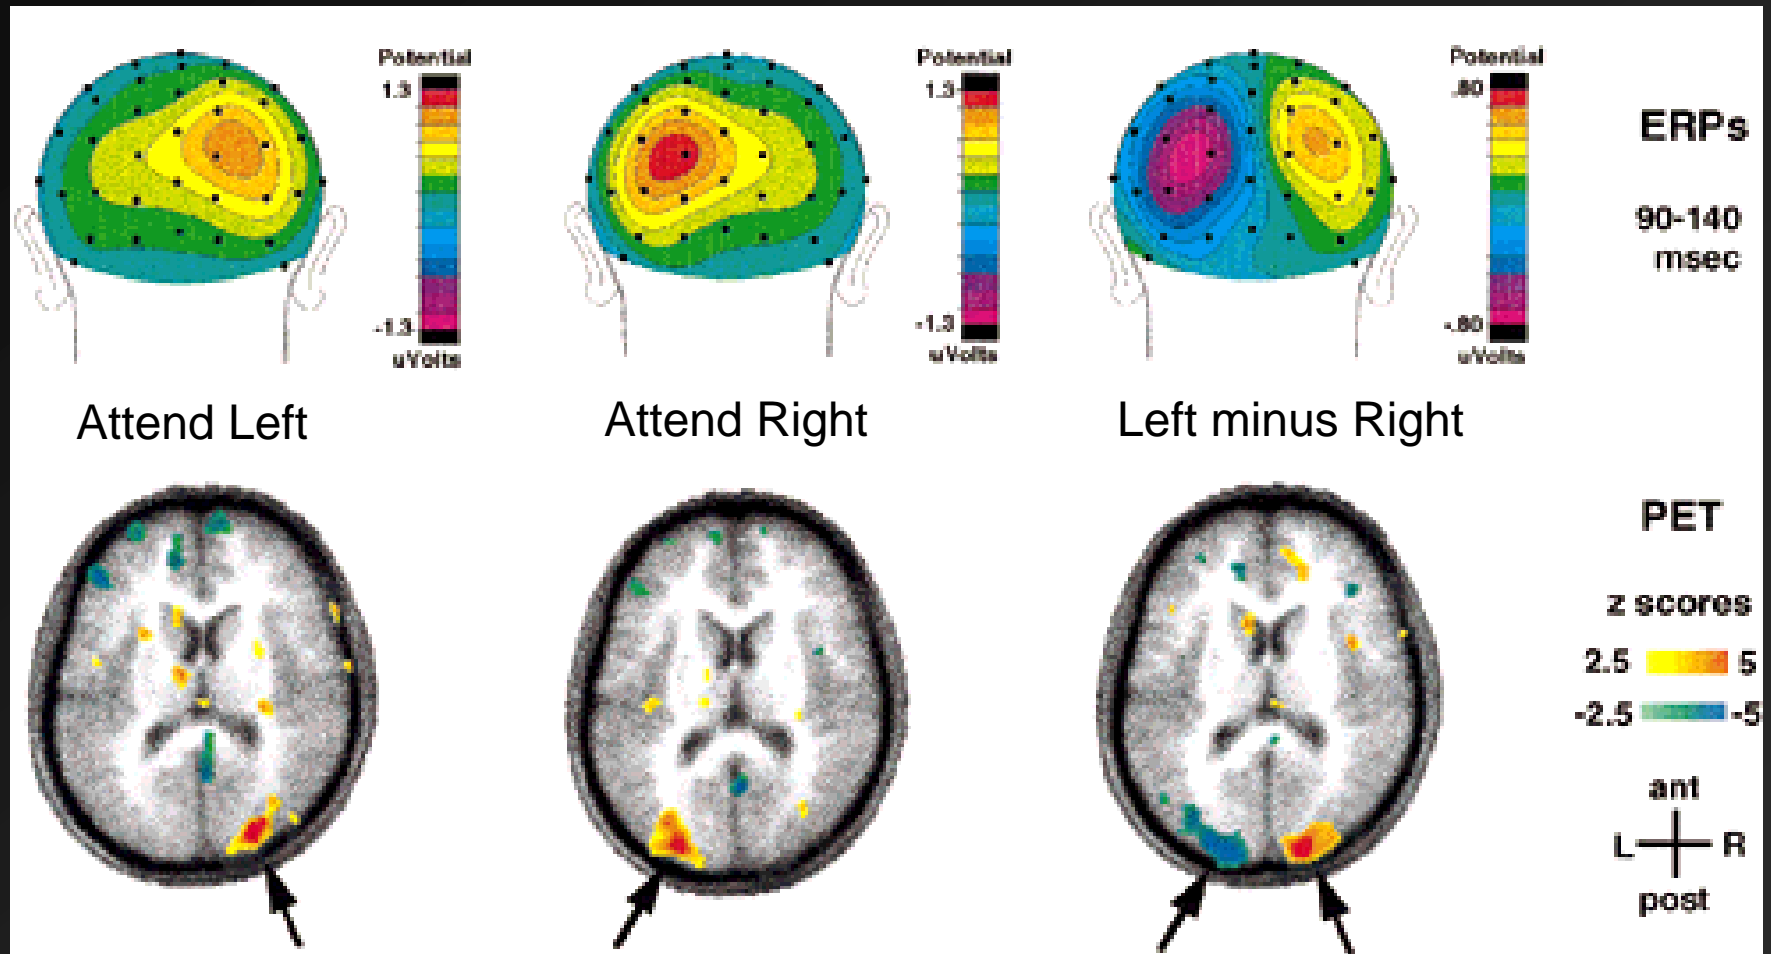 Potential
1.3
-1.3
uVolts
Potential
1.3
-1.3
uVolts
Potential
.80
-.80
uVolts
ERPs
90-140
msec
Attend Left
Attend Right
Left minus Right
PET
z scores
2.5 5
-2.5 -5
ant
L R
post